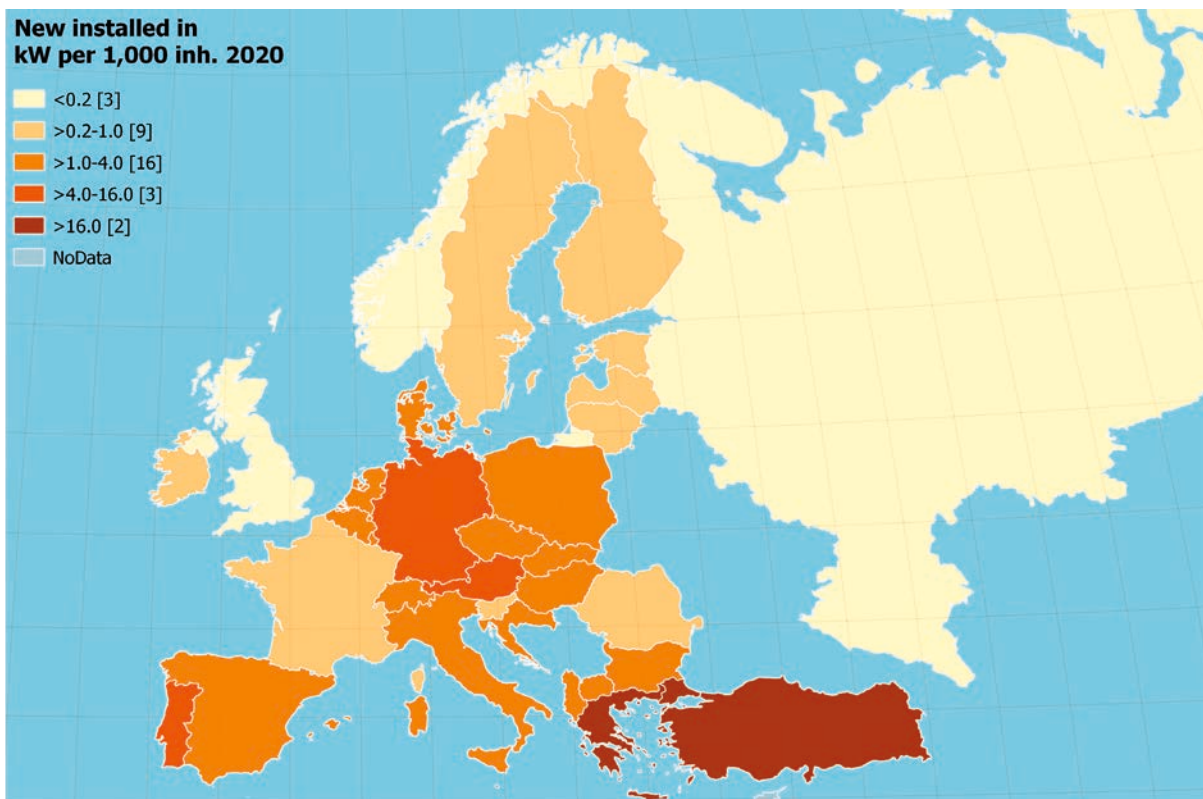 New installed in
kW per 1,000 inh. 2020
<0.2 [3]
>0.2-1.0 [9]
>1.0-4.0 [16]
>4.0-16.0 [3]
>16.0 [2]
NoData